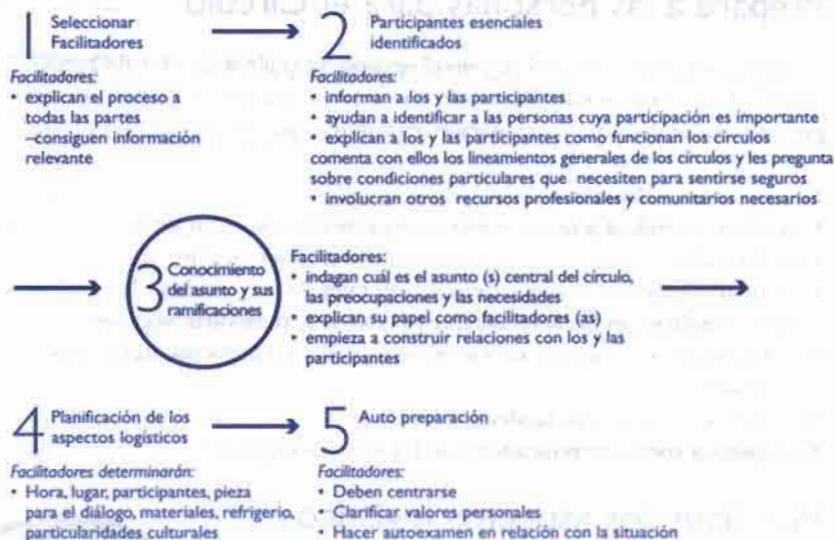 1 Seleccionar
Facilitadores
Facilitadores:
• explican el proceso a
todas las partes
–consiguen información
relevante
2 Participantes esenciales
identificados
Facilitadores:
• informan a los y las participantes
• ayudan a identificar a las personas cuya participación es importante
• explican a los y las participantes como funcionan los círculos
comenta con ellos los lineamientos generales de los círculos y les pregunta
sobre condiciones particulares que necesiten para sentirse seguros
• involucran otros recursos profesionales y comunitarios necesarios
3 Conocimiento
del asunto y sus
ramificaciones
Facilitadores:
• indagan cuál es el asunto (s) central del círculo,
las preocupaciones y las necesidades
• explican su papel como facilitadores (as)
• empieza a construir relaciones con los y las
participantes
4 Planificación de los
aspectos logísticos
Facilitadores determinarán:
• Hora, lugar, participantes, pieza
para el diálogo, materiales, refrigerio,
particularidades culturales
5 Auto preparación
Facilitadores:
• Deben centrarse
• Clarificar valores personales
• Hacer autoexamen en relación con la situación